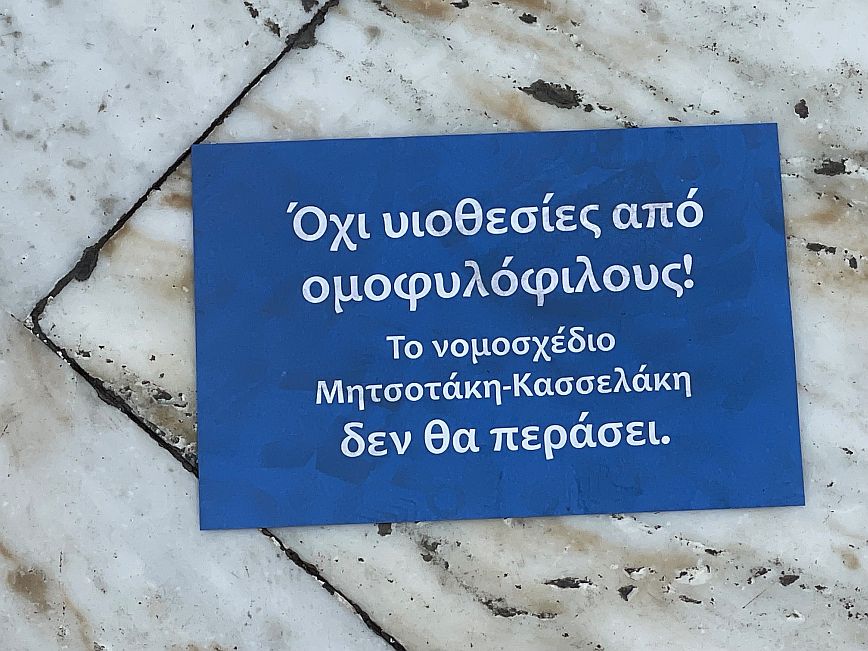 Όχι υιοθεσίες από
ομοφυλόφιλους!
Το νομοσχέδιο
Μητσοτάκη-Κασσελάκη
δεν θα περάσει.